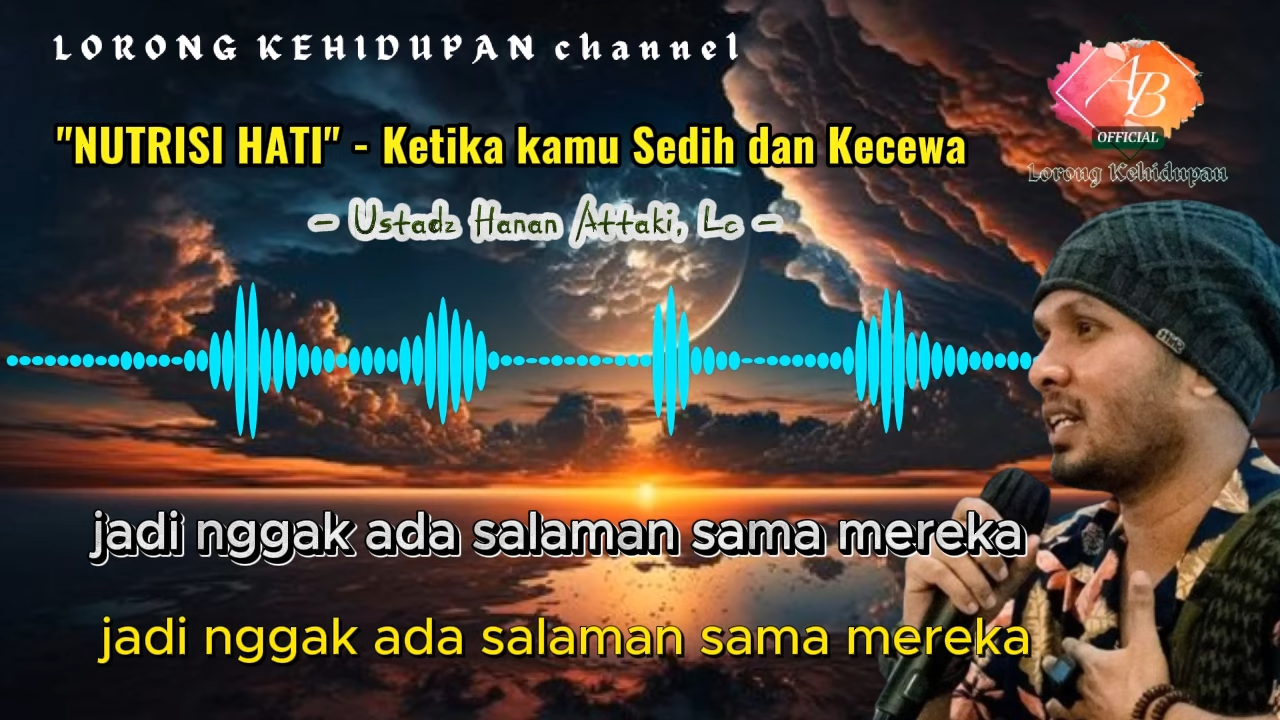 LORONG KEHIDUPAN channel
AB
OFFICIAL
Lorong Kehidupan
"NUTRISI HATI" - Ketika kamu Sedih dan Kecewa
- Ustadz Hanan Attaki, Lc -
jadi nggak ada salaman sama mereka
jadi nggak ada salaman sama mereka